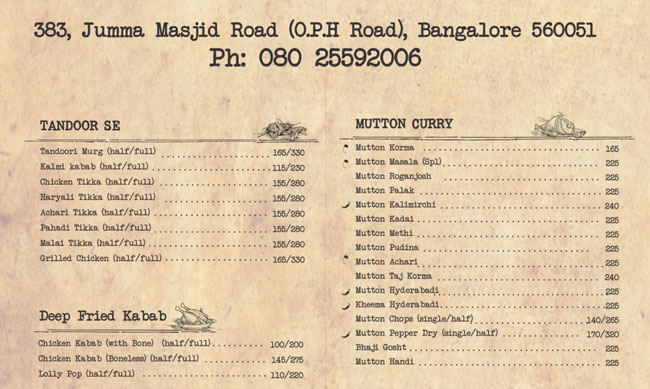 383, Jumma Masjid Road (O.P.H Road), Bangalore 560051
Ph: 080 25592006
TANDOOR SE
Tandoori Murg (half/full) 165/330
Kalmi kabab (half/full) 115/230
Chicken Tikka (half/full) 155/280
Haryali Tikka (half/full) 155/280
Achari Tikka (half/full) 155/280
Pahadi Tikka (half/full) 155/280
Malai Tikka (half/full) 155/280
Grilled Chicken (half/full) 165/330
Deep Fried Kabab
Chicken Kabab (with Bone) (half/full) 100/200
Chicken Kabab (Boneless)(half/full) 145/275
Lolly Pop (half/full) 110/220
MUTTON CURRY
Mutton Korma 165
Mutton Masala (Spl) 225
Mutton Roganjosh 225
Mutton Palak 225
Mutton Kalimirchi 240
Mutton Kadai 225
Mutton Methi 225
Mutton Pudina 225
Mutton Achari 225
Mutton Taj Korma 240
Mutton Hyderabadi 225
Kheema Hyderabadi 225
Mutton Chops (single/half) 140/265
Mutton Pepper Dry (single/half) 170/320
Bhaji Gosht 225
Mutton Handi 225